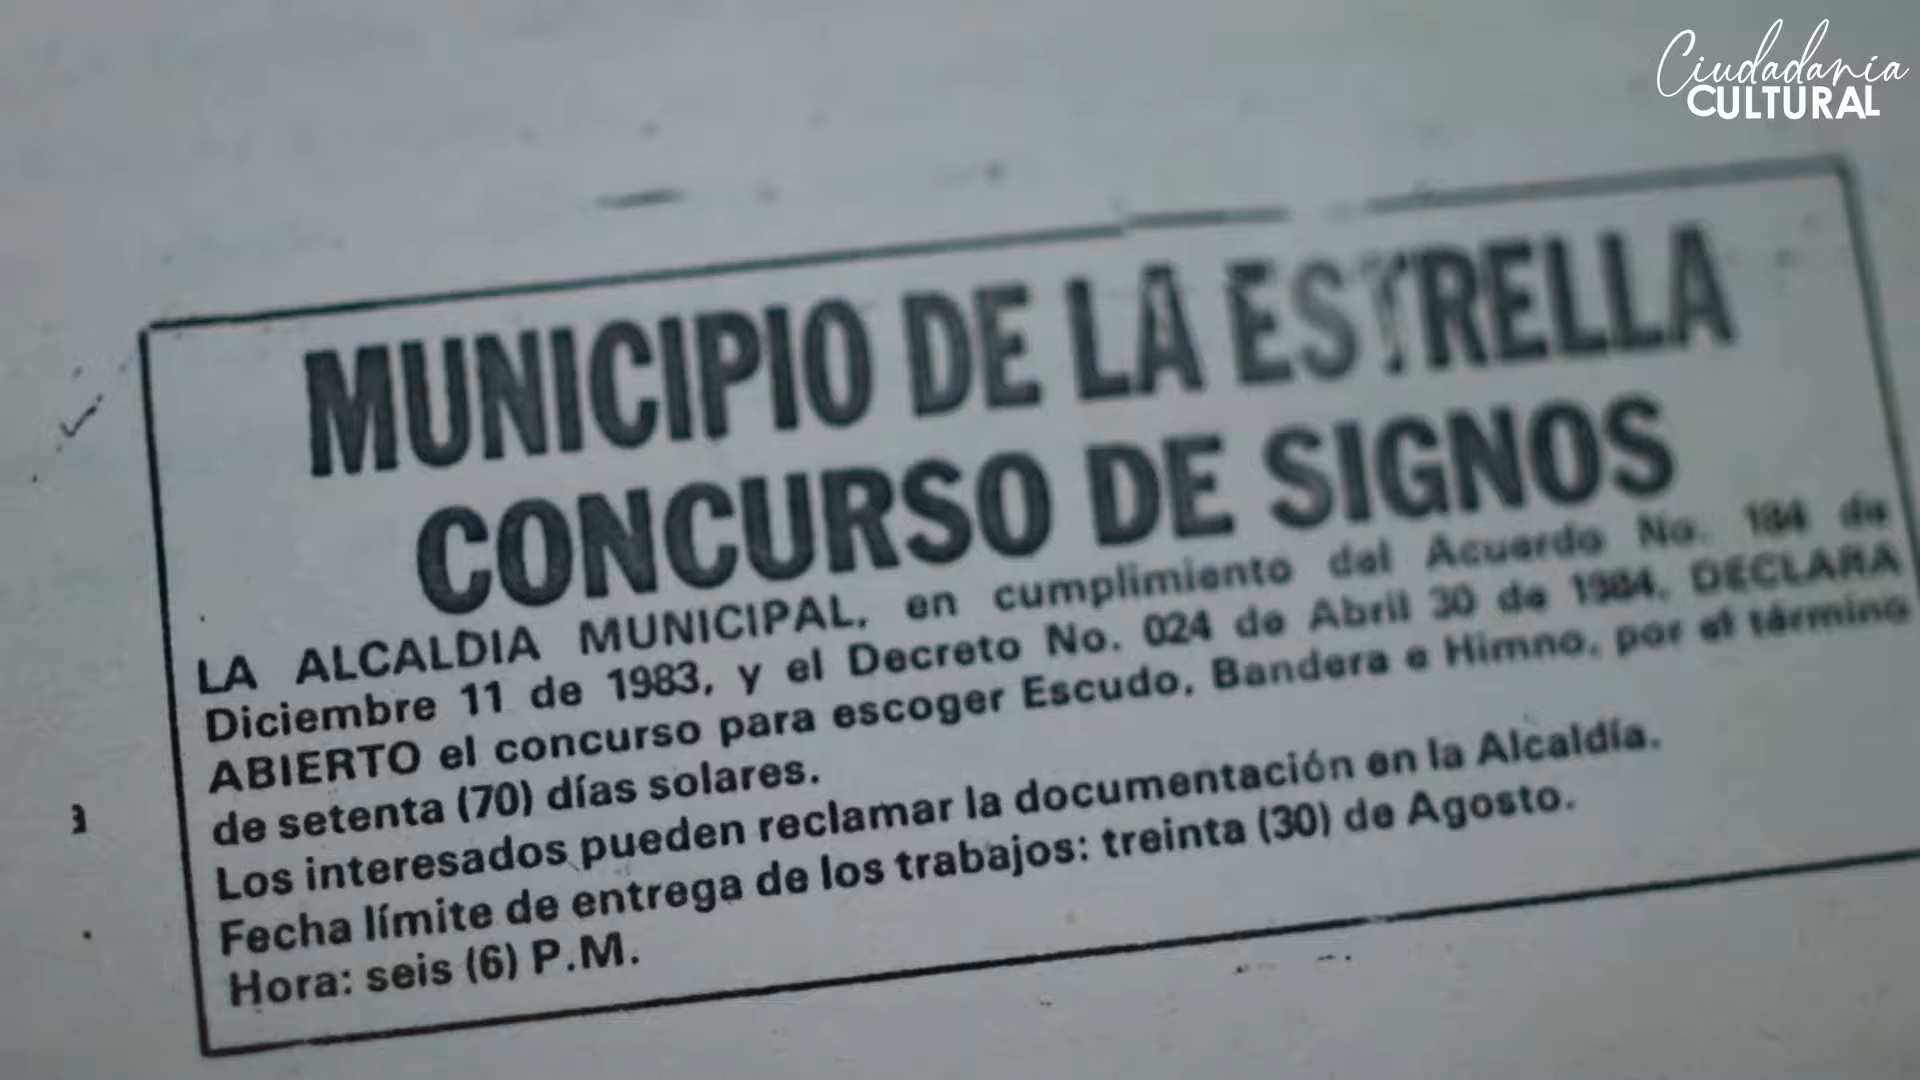 Ciudadanía
CULTURAL
MUNICIPIO DE LA ESTRELLA
CONCURSO DE SIGNOS
LA ALCALDIA MUNICIPAL, en cumplimiento del Acuerdo No. 184 de
Diciembre 11 de 1983, y el Decreto No. 024 de Abril 30 de 1984, DECLARA
ABIERTO el concurso para escoger Escudo, Bandera e Himno, por el término
de setenta (70) días solares.
Los interesados pueden reclamar la documentación en la Alcaldía.
Fecha límite de entrega de los trabajos: treinta (30) de Agosto.
Hora: seis (6) P.M.